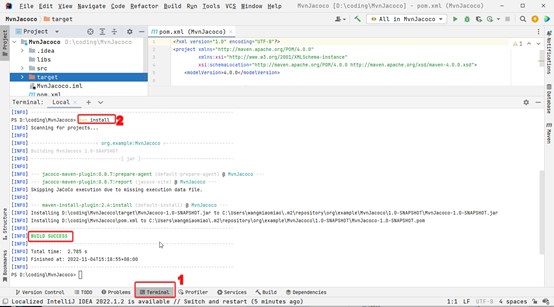 File Edit View Navigate Code Refactor Build Run Tools VCS Window Help
MvnJacoco target
All in MvnJacoco
Project
pom.xml (MvnJacoco)
MvnJacoco D:\coding\MvnJacoco
.idea
libs
src
target
MvnJacoco.iml
pom.xml
1 <?xml version="1.0" encoding="UTF-8"?>
2 <project xmlns="http://maven.apache.org/POM/4.0.0"
3 xmlns:xsi="http://www.w3.org/2001/XMLSchema-instance"
xsi:schemaLocation="http://maven.apache.org/POM/4.0.0 http://maven.apache.org/xsd/maven-4.0.0.xsd">
<modelVersion>4.0.0</modelVersion>
1
Project
Structure
Bookmarks
Notifications
Database
Maven
Terminal: Local
[INFO]
PS D:\coding\MvnJacoco> install
2
[INFO] Scanning for projects...
[INFO]
[INFO] org.example:MvnJacoco
[INFO] Building MvnJacoco 1.0-SNAPSHOT
[INFO] [ jar ]
[INFO]
[INFO] --- jacoco-maven-plugin:0.8.7:prepare-agent (default-prepare-agent) @ MvnJacoco ---
[INFO] --- jacoco-maven-plugin:0.8.7:report (jacoco-site) @ MvnJacoco ---
[INFO] Skipping JaCoCo execution due to missing execution data file.
[INFO]
[INFO] --- maven-install-plugin:2.4:install (default-install) @ MvnJacoco ---
[INFO] Installing D:\coding\MvnJacoco\target\MvnJacoco-1.0-SNAPSHOT.jar to C:\Users\wangmiaomiao\.m2\repository\org\example\MvnJacoco\1.0-SNAPSHOT\MvnJacoco-1.0-SNAPSHOT.jar
[INFO] Installing D:\coding\MvnJacoco\pom.xml to C:\Users\wangmiaomiao\.m2\repository\org\example\MvnJacoco\1.0-SNAPSHOT\MvnJacoco-1.0-SNAPSHOT.pom
[INFO]
[INFO] BUILD SUCCESS
[INFO]
[INFO] Total time: 2.785 s
[INFO] Finished at: 2022-11-04T15:18:55+08:00
[INFO]
PS D:\coding\MvnJacoco>
1
Version Control TODO Problems Terminal Profiler Services Build Dependencies
Localized IntelliJ IDEA 2022.1.2 is available // Switch and restart (5 minutes ago)
1:1 LF UTF-8 4 spaces